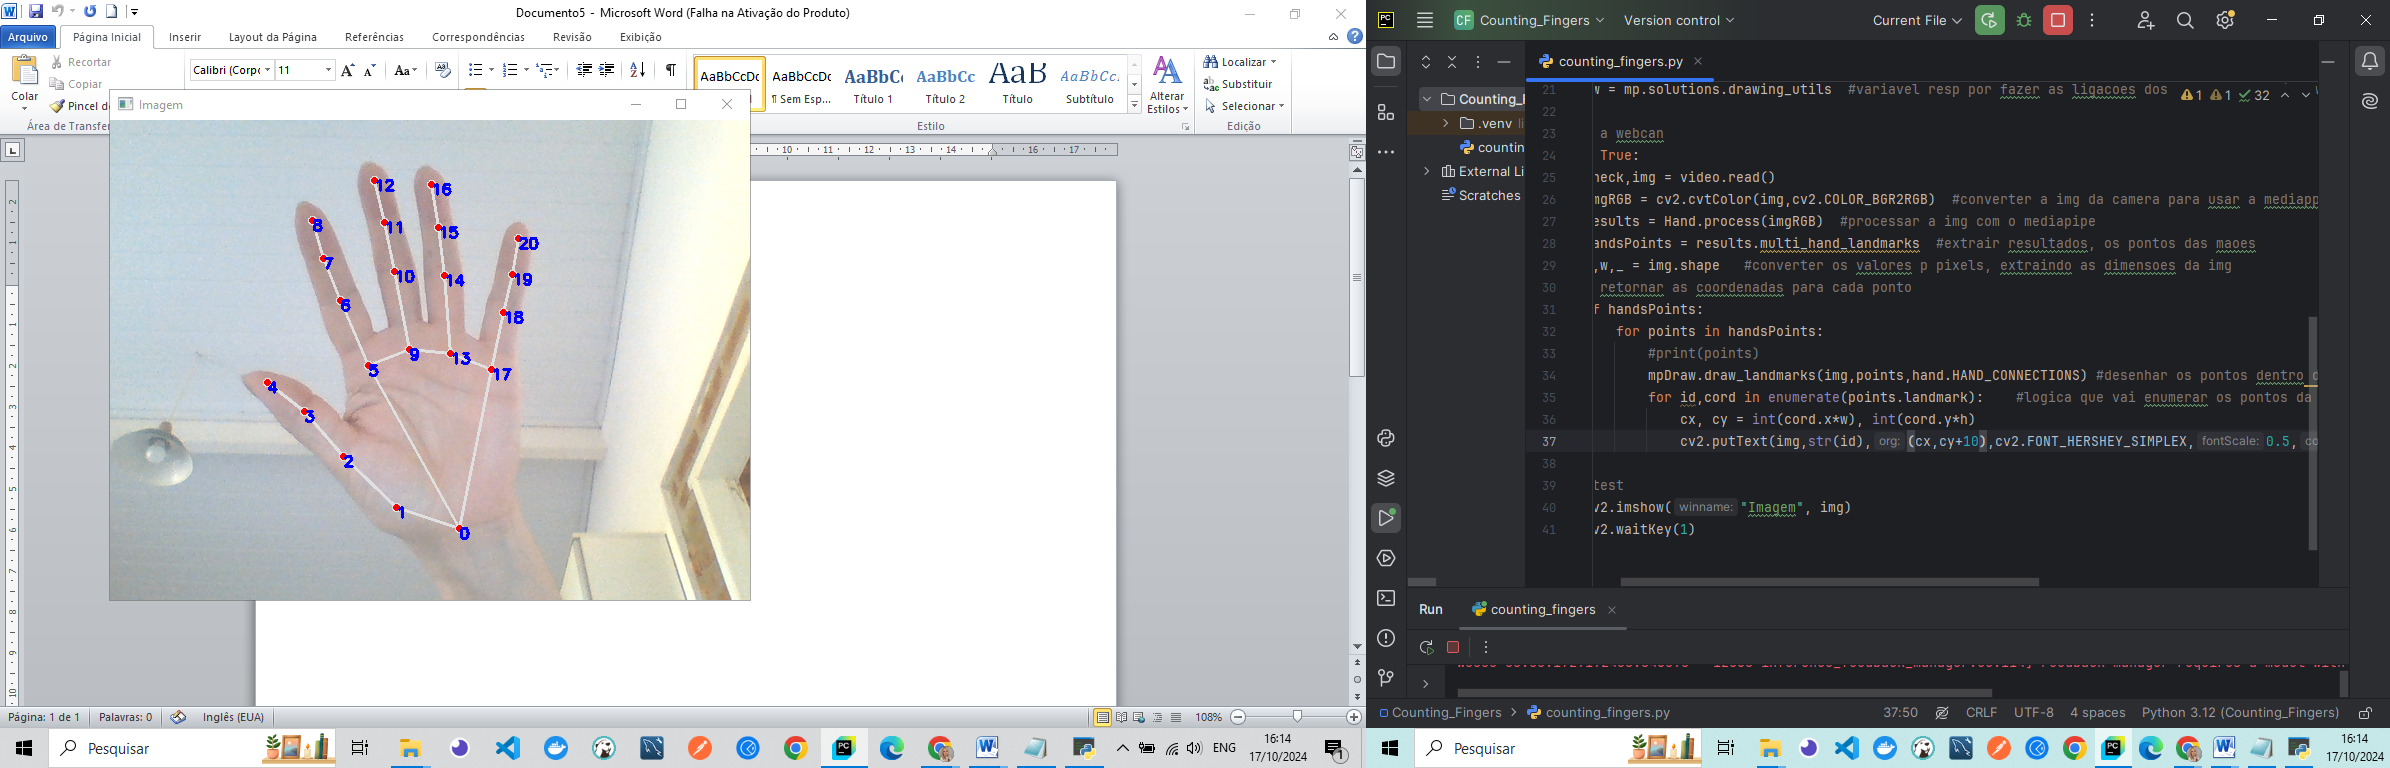 Documento5 - Microsoft Word (Falha na Ativação do Produto)
Arquivo Página Inicial Inserir Layout da Página Referências Correspondências Revisão Exibição
Colar
Recortar
Copiar
Pincel d
Área de Transfer
Calibri (Corpo 11
AaBbCcDc AaBbCcDc AaBbCc AaBbCc AaB AaBbCc.
¶ Sem Esp... Título 1 Título 2 Título Subtítulo
Alterar Estilos
Estilo
Localizar
Substituir
Selecionar
Edição
Imagem
12 16
8 11 15 20
7 10 14 19
6 18
9 13
5 17
4
3
2
1
0
10 11 12 13 14 16 17
Página: 1 de 1 Palavras: 0 Inglês (EUA) 108%
Pesquisar
ENG
16:14
17/10/2024
CF Counting_Fingers Version control Current File
counting_fingers.py
Counting_
.venv li
countin
External Li
Scratches
1 1 32
21 w = mp.solutions.drawing_utils #variavel resp por fazer as ligacoes dos
22
23 a webcan
24 True:
25 heck,img = video.read()
26 mgRGB = cv2.cvtColor(img,cv2.COLOR_BGR2RGB) #converter a img da camera para usar a mediapp
27 esults = Hand.process(imgRGB) #processar a img com o mediapipe
28 andsPoints = results.multi_hand_landmarks #extrair resultados, os pontos das maoes
29 ,w,_ = img.shape #converter os valores p pixels, extraindo as dimensoes da img
30 retornar as coordenadas para cada ponto
31 f handsPoints:
32 for points in handsPoints:
33 #print(points)
34 mpDraw.draw_landmarks(img,points,hand.HAND_CONNECTIONS) #desenhar os pontos dentro d
35 for id,cord in enumerate(points.landmark): #logica que vai enumerar os pontos da
36 cx, cy = int(cord.x*w), int(cord.y*h)
37 cv2.putText(img,str(id), org: (cx,cy+10),cv2.FONT_HERSHEY_SIMPLEX, fontScale: 0.5, co
38
39 test
40 v2.imshow( winname: "Imagem", img)
41 v2.waitKey(1)
Run counting_fingers
Counting_Fingers > counting_fingers.py 37:50 CRLF UTF-8 4 spaces Python 3.12 (Counting_Fingers)
Pesquisar
16:14
17/10/2024